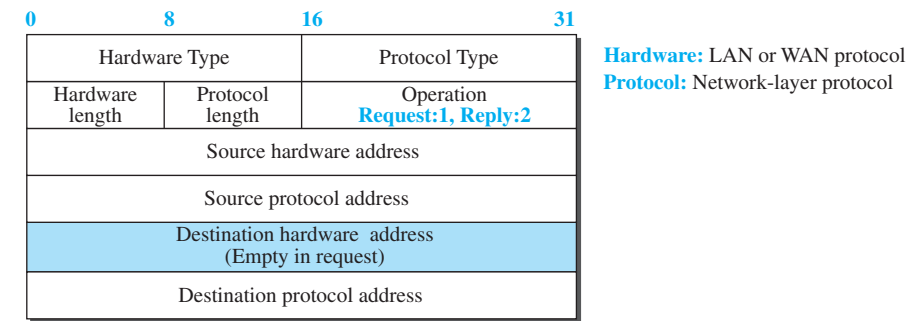 0 8 16 31
Hardware Type Protocol Type
Hardware: LAN or WAN protocol
Protocol: Network-layer protocol
Hardware
length
Protocol
length
Operation
Request:1, Reply:2
Source hardware address
Source protocol address
Destination hardware address
(Empty in request)
Destination protocol address